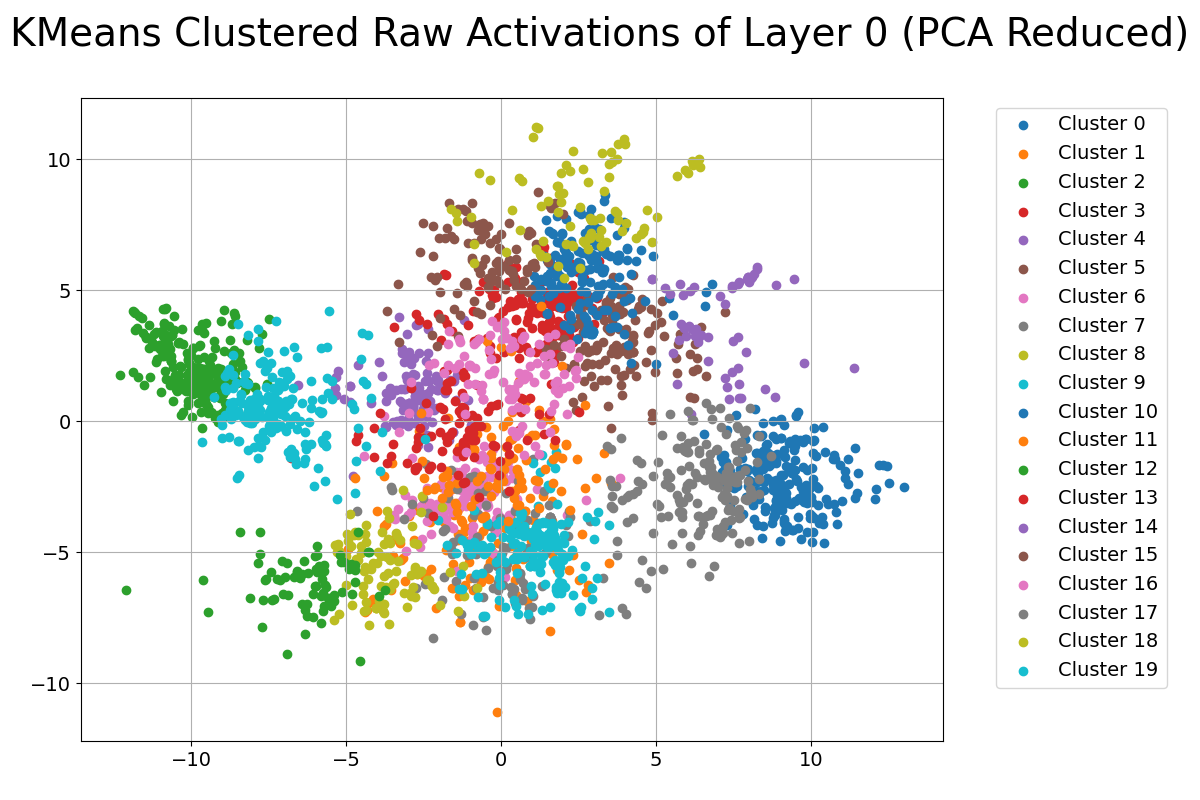 KMeans Clustered Raw Activations of Layer 0 (PCA Reduced)
10
5
0
−5
−10
−10 −5 0 5 10
Cluster 0
Cluster 1
Cluster 2
Cluster 3
Cluster 4
Cluster 5
Cluster 6
Cluster 7
Cluster 8
Cluster 9
Cluster 10
Cluster 11
Cluster 12
Cluster 13
Cluster 14
Cluster 15
Cluster 16
Cluster 17
Cluster 18
Cluster 19